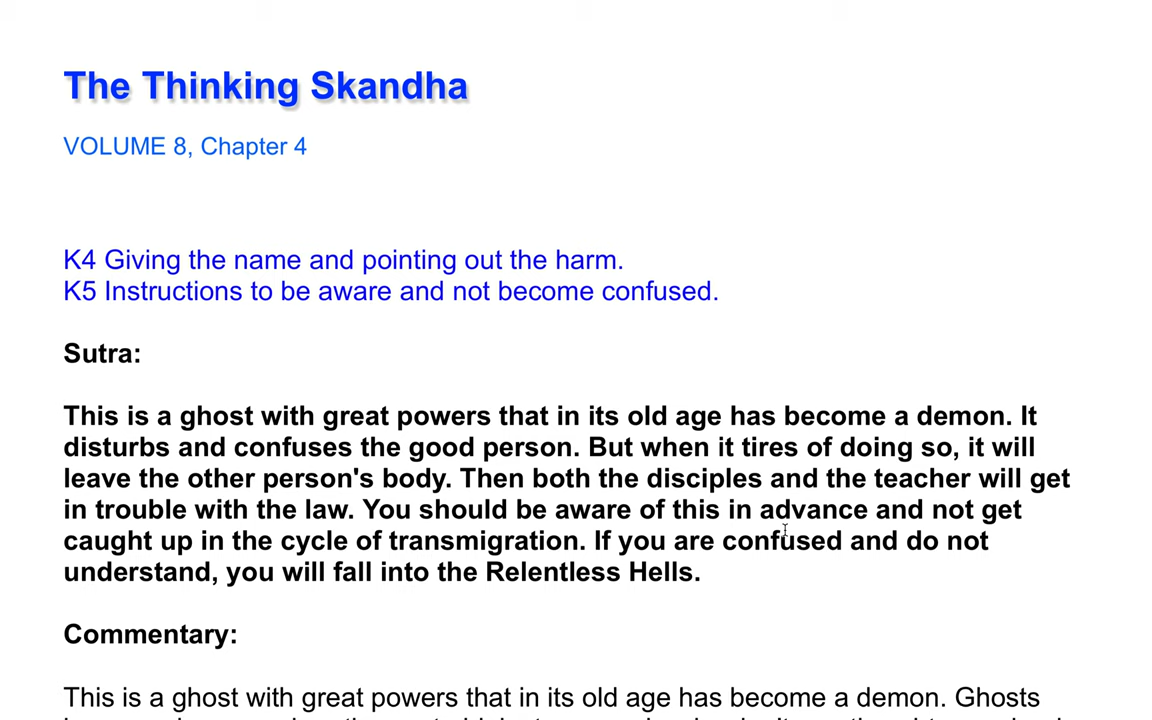 The Thinking Skandha
VOLUME 8, Chapter 4
K4 Giving the name and pointing out the harm.
K5 Instructions to be aware and not become confused.
Sutra:
This is a ghost with great powers that in its old age has become a demon. It
disturbs and confuses the good person. But when it tires of doing so, it will
leave the other person's body. Then both the disciples and the teacher will get
in trouble with the law. You should be aware of this in advance and not get
caught up in the cycle of transmigration. If you are confused and do not
understand, you will fall into the Relentless Hells.
Commentary:
This is a ghost with great powers that in its old age has become a demon. Ghosts